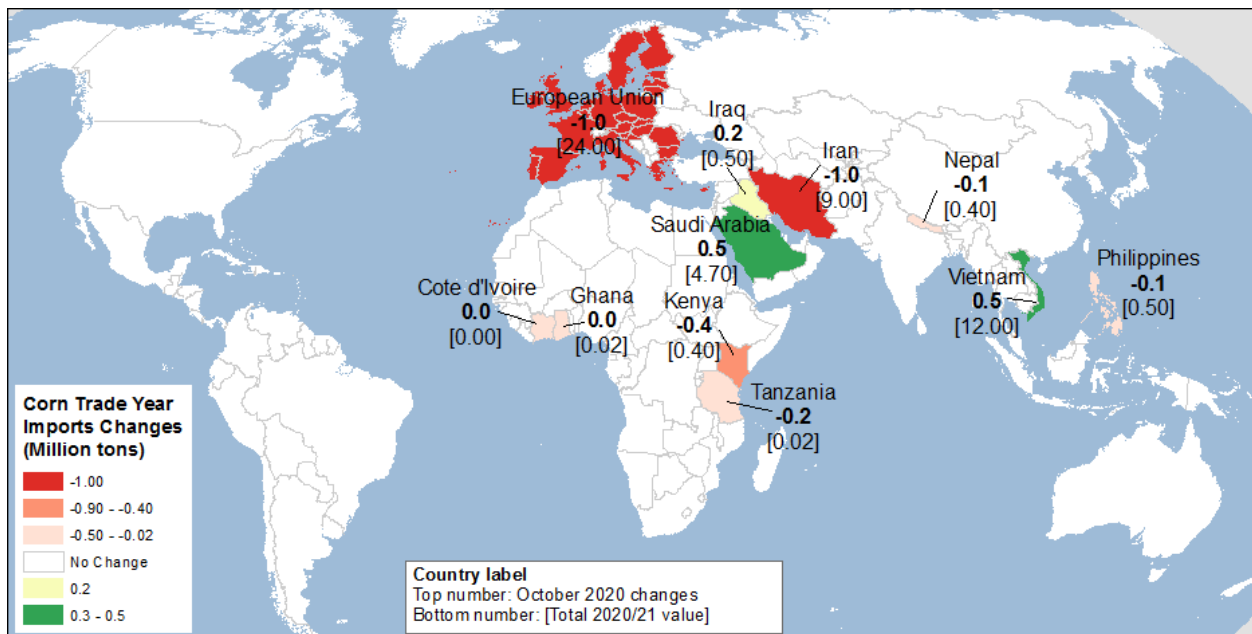 European Union
-1.0
[24.00]
Iraq
0.2
[0.50]
Iran
-1.0
[9.00]
Nepal
-0.1
[0.40]
Saudi Arabia
0.5
[4.70]
Philippines
-0.1
[0.50]
Vietnam
0.5
[12.00]
Cote d'Ivoire
0.0
[0.00]
Ghana
0.0
[0.02]
Kenya
-0.4
[0.40]
Tanzania
-0.2
[0.02]
Corn Trade Year
Imports Changes
(Million tons)
-1.00
-0.90 - -0.40
-0.50 - -0.02
No Change
0.2
0.3 - 0.5
Country label
Top number: October 2020 changes
Bottom number: [Total 2020/21 value]